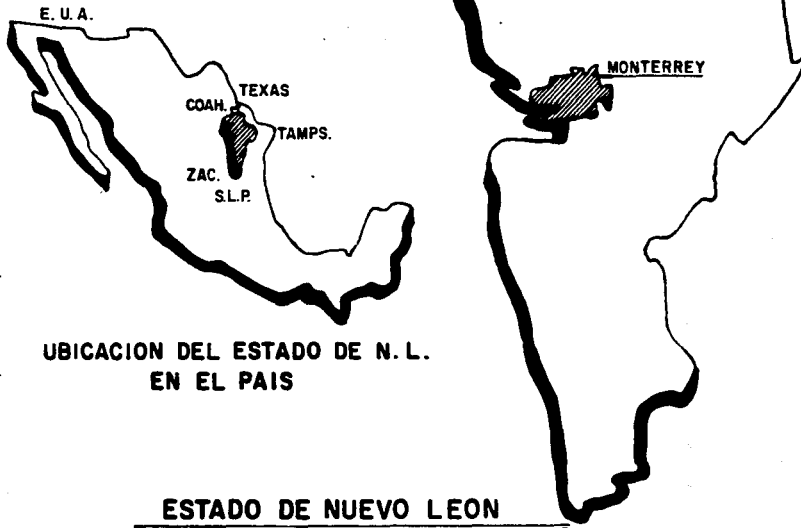 E. U. A.
MONTERREY
TEXAS
COAH.
TAMPS.
ZAC.
S.L.P.
UBICACION DEL ESTADO DE N. L.
EN EL PAIS
ESTADO DE NUEVO LEON